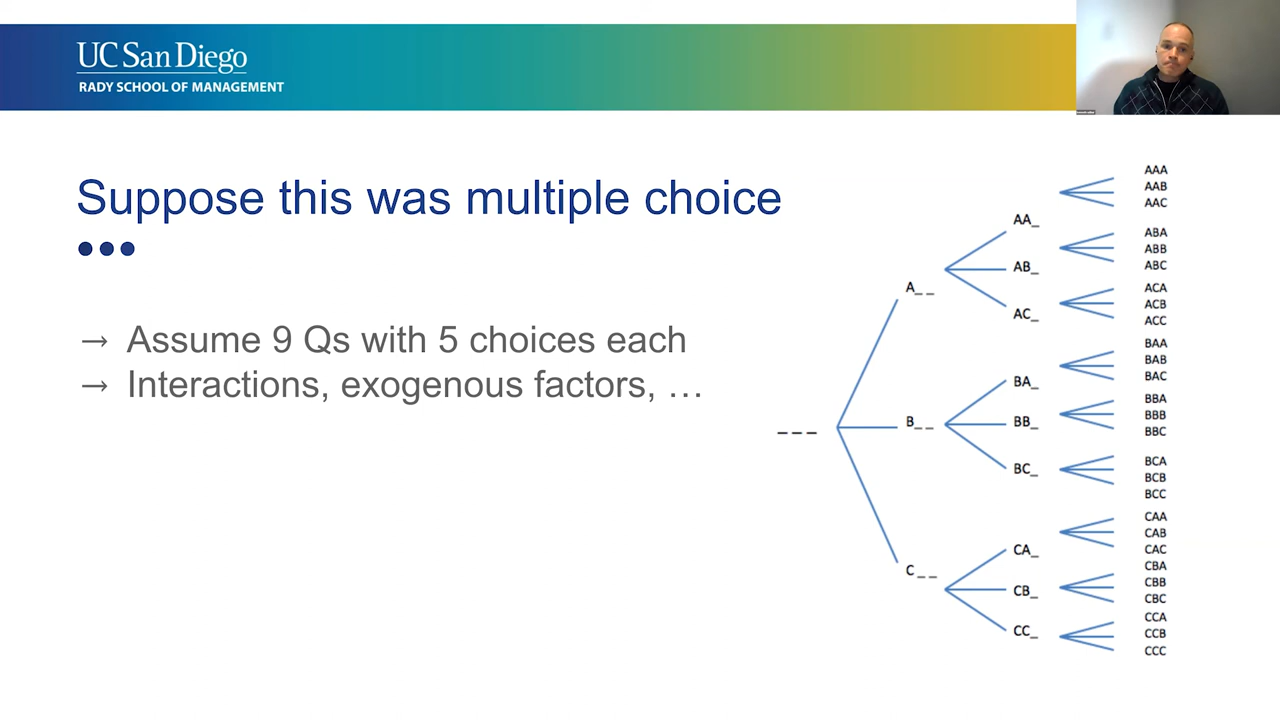 UC San Diego
RADY SCHOOL OF MANAGEMENT
Suppose this was multiple choice
•••
→ Assume 9 Qs with 5 choices each
→ Interactions, exogenous factors, …
_ _ _
A_ _
B_ _
C_ _
AA_
AB_
AC_
BA_
BB_
BC_
CA_
CB_
CC_
AAA
AAB
AAC
ABA
ABB
ABC
ACA
ACB
ACC
BAA
BAB
BAC
BBA
BBB
BBC
BCA
BCB
BCC
CAA
CAB
CAC
CBA
CBB
CBC
CCA
CCB
CCC